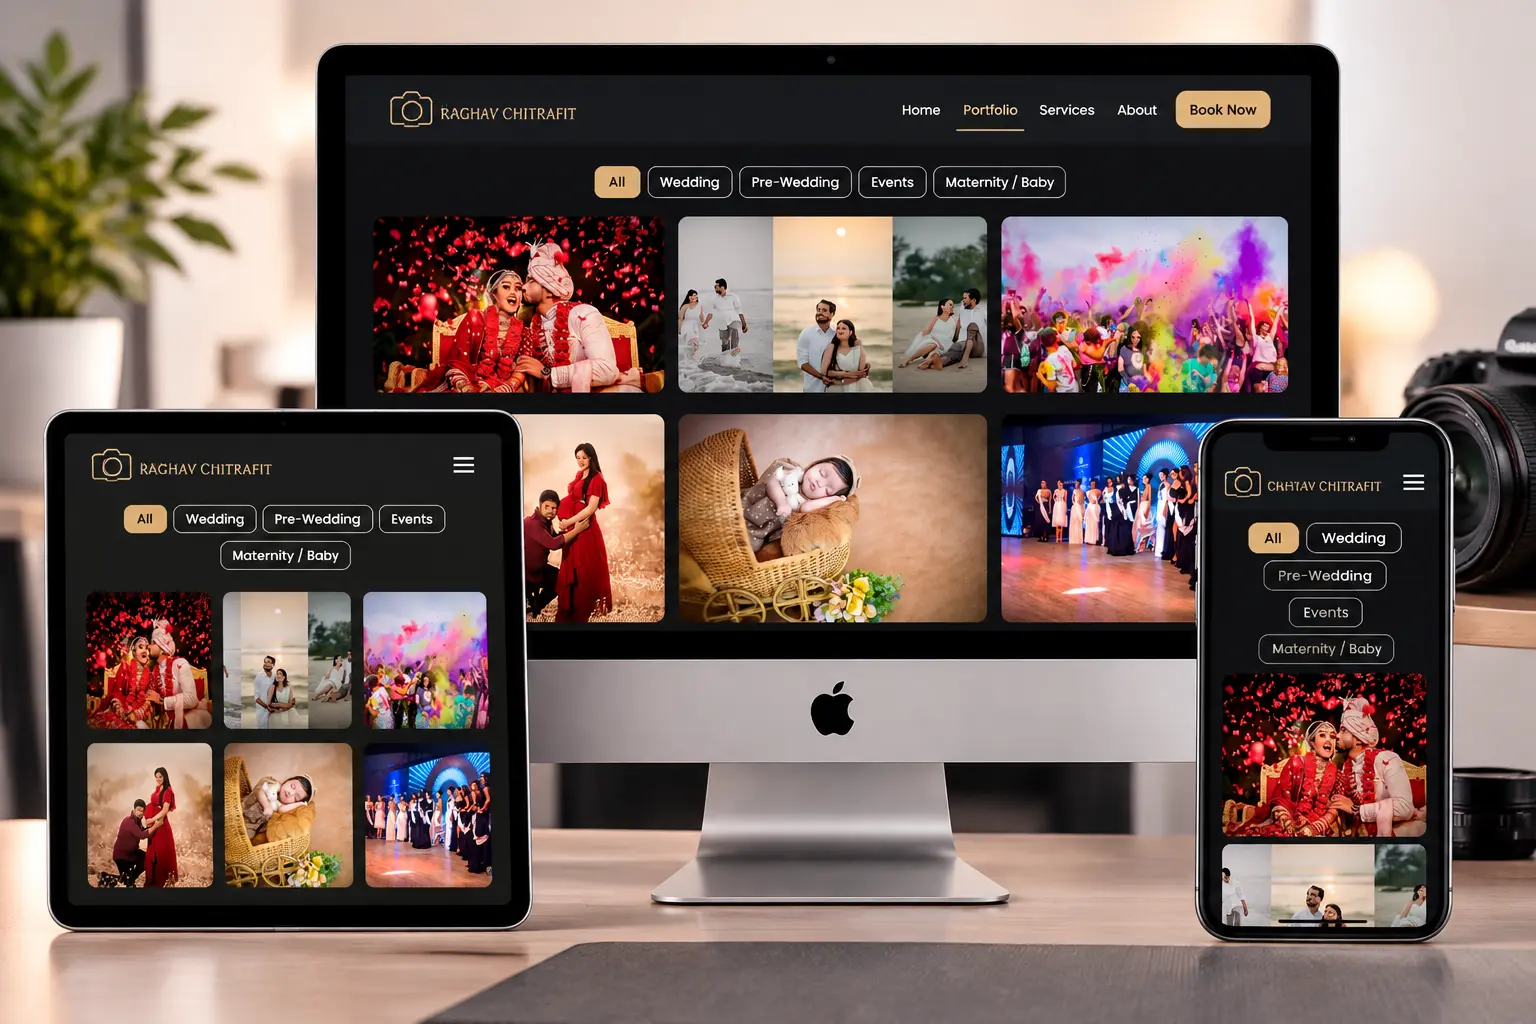 RAGHAV CHITRAFIT
Home Portfolio Services About Book Now
All Wedding Pre-Wedding Events Maternity / Baby
RAGHAV CHITRAFIT
All Wedding Pre-Wedding Events
Maternity / Baby
CHITRAFIT
All Wedding
Pre-Wedding
Events
Maternity / Baby